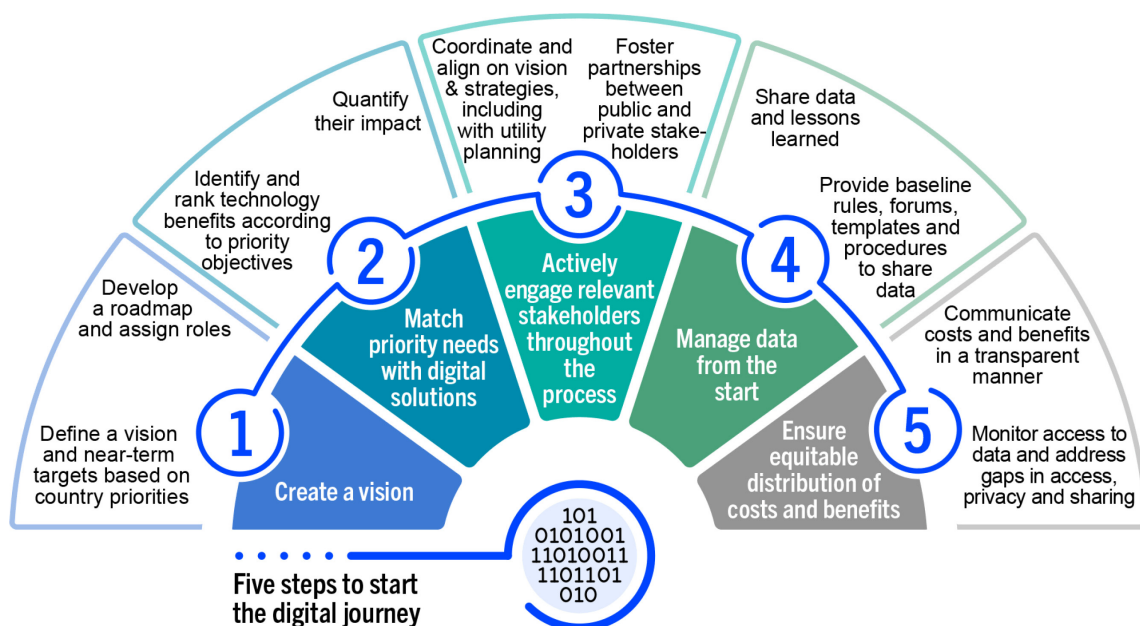 Define a vision
and near-term
targets based on
country priorities
Develop
a roadmap
and assign roles
1
Create a vision
Identify and
rank technology
benefits according
to priority
objectives
Quantify
their impact
2
Match
priority needs
with digital
solutions
Coordinate and
align on vision
& strategies,
including
with utility
planning
Foster
partnerships
between
public and
private stake-
holders
3
Actively
engage relevant
stakeholders
throughout
the
process
Share data
and lessons
learned
Provide baseline
rules, forums,
templates and
procedures
to share
data
4
Manage data
from the
start
Communicate
costs and benefits
in a transparent
manner
Monitor access to
data and address
gaps in access,
privacy and sharing
5
Ensure
equitable
distribution of
costs and benefits
101
0101001
11010011
1101101
010
Five steps to start
the digital journey